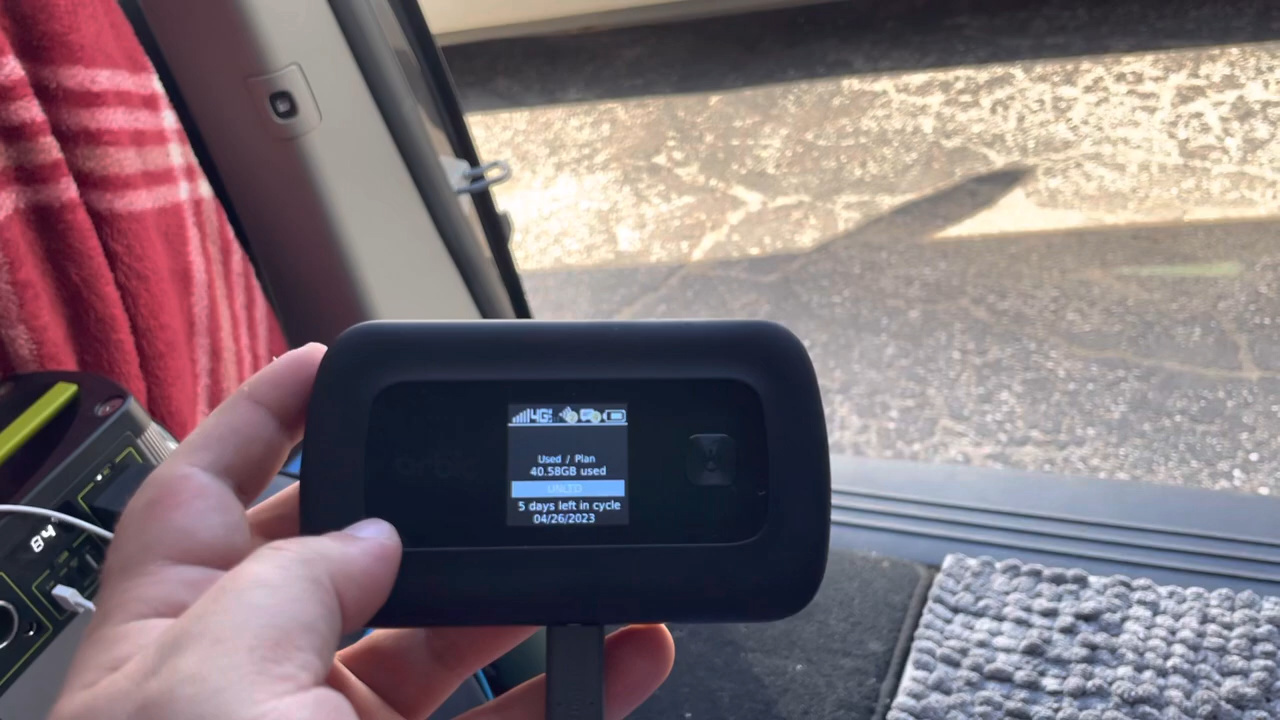 4G
Used / Plan
40.58GB used
UNLTD
5 days left in cycle
04/26/2023
84